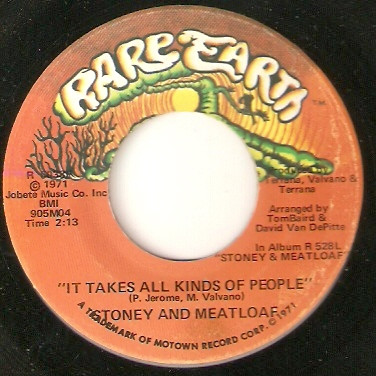 RARE EARTH
TM
R
© 1971
Jobete Music Co. Inc
BMI
905M04
Time 2:13
by
Valvano &
Terrana
Arranged by
TomBaird &
David Van DePitte
In Album R 528L
STONEY & MEATLOAF
"IT TAKES ALL KINDS OF PEOPLE"
(P. Jerome, M. Valvano)
STONEY AND MEATLOAF
A TRADEMARK OF MOTOWN RECORD CORP. © 1971